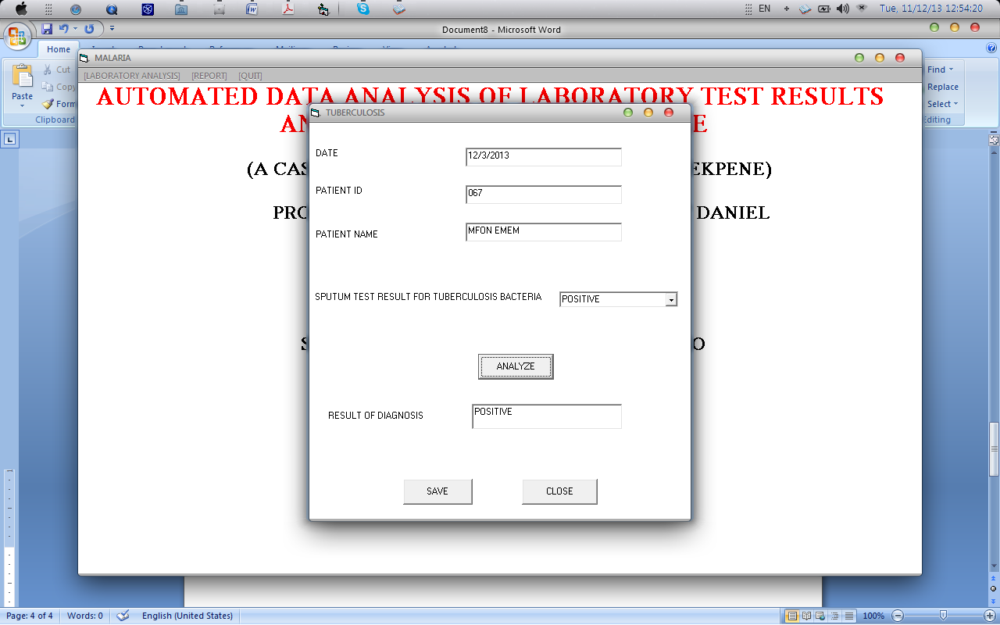 EN
Tue, 11/12/13 12:54:20
Document8 - Microsoft Word
Home
Cut
Copy
Paste
Form
Clipboard
Find
Replace
Select
Editing
MALARIA
[LABORATORY ANALYSIS] [REPORT] [QUIT]
AUTOMATED DATA ANALYSIS OF LABORATORY TEST RESULTS
(A CAS EKPENE)
PRO DANIEL
TUBERCULOSIS
DATE 12/3/2013
PATIENT ID 067
PATIENT NAME MFON EMEM
SPUTUM TEST RESULT FOR TUBERCULOSIS BACTERIA POSITIVE
ANALYZE
RESULT OF DIAGNOSIS POSITIVE
SAVE CLOSE
Page: 4 of 4 Words: 0 English (United States) 100%